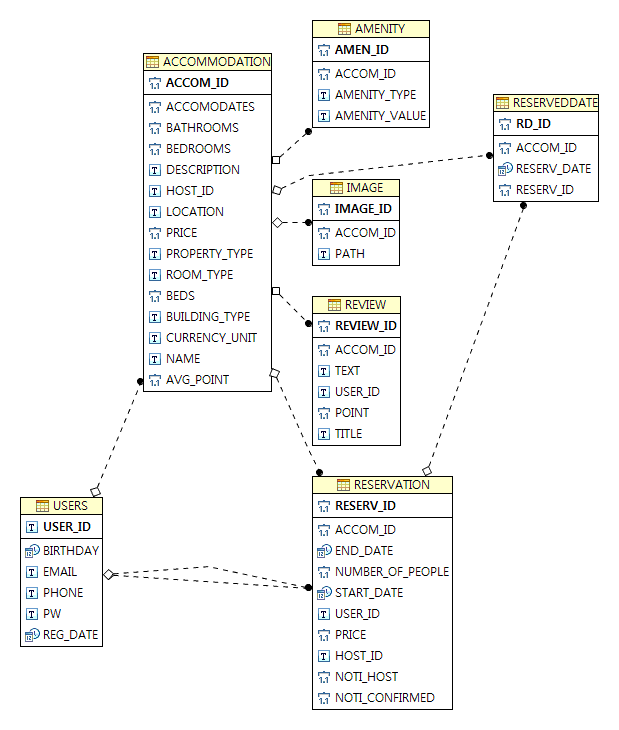 AMENITY
AMEN_ID
ACCOM_ID
AMENITY_TYPE
AMENITY_VALUE
ACCOMMODATION
ACCOM_ID
ACCOMODATES
BATHROOMS
BEDROOMS
DESCRIPTION
HOST_ID
LOCATION
PRICE
PROPERTY_TYPE
ROOM_TYPE
BEDS
BUILDING_TYPE
CURRENCY_UNIT
NAME
AVG_POINT
RESERVEDDATE
RD_ID
ACCOM_ID
RESERV_DATE
RESERV_ID
IMAGE
IMAGE_ID
ACCOM_ID
PATH
REVIEW
REVIEW_ID
ACCOM_ID
TEXT
USER_ID
POINT
TITLE
USERS
USER_ID
BIRTHDAY
EMAIL
PHONE
PW
REG_DATE
RESERVATION
RESERV_ID
ACCOM_ID
END_DATE
NUMBER_OF_PEOPLE
START_DATE
USER_ID
PRICE
HOST_ID
NOTI_HOST
NOTI_CONFIRMED